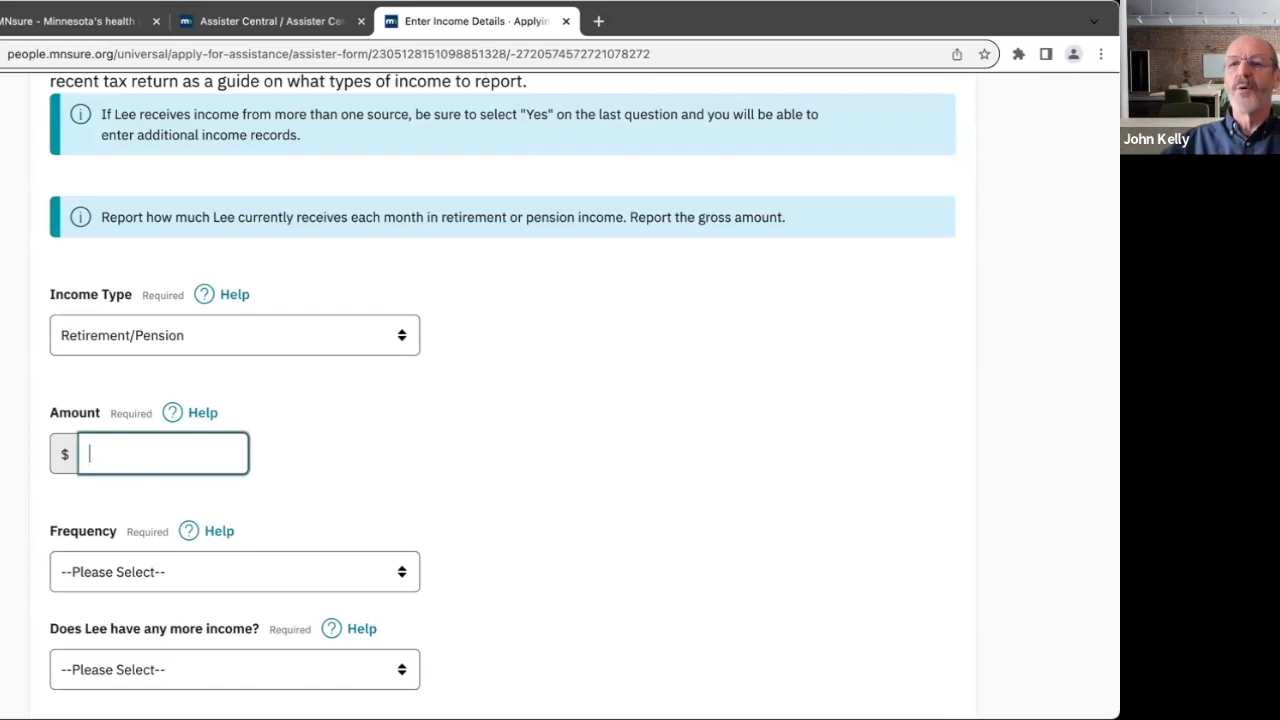 MNsure - Minnesota's health
Assister Central / Assister Ce
Enter Income Details - Applyin
people.mnsure.org/universal/apply-for-assistance/assister-form/2305128151098851328/-2720574572721078272
John Kelly
recent tax return as a guide on what types of income to report.
If Lee receives income from more than one source, be sure to select "Yes" on the last question and you will be able to
enter additional income records.
Report how much Lee currently receives each month in retirement or pension income. Report the gross amount.
Income Type Required ? Help
Retirement/Pension
Amount Required ? Help
$
Frequency Required ? Help
--Please Select--
Does Lee have any more income? Required ? Help
--Please Select--